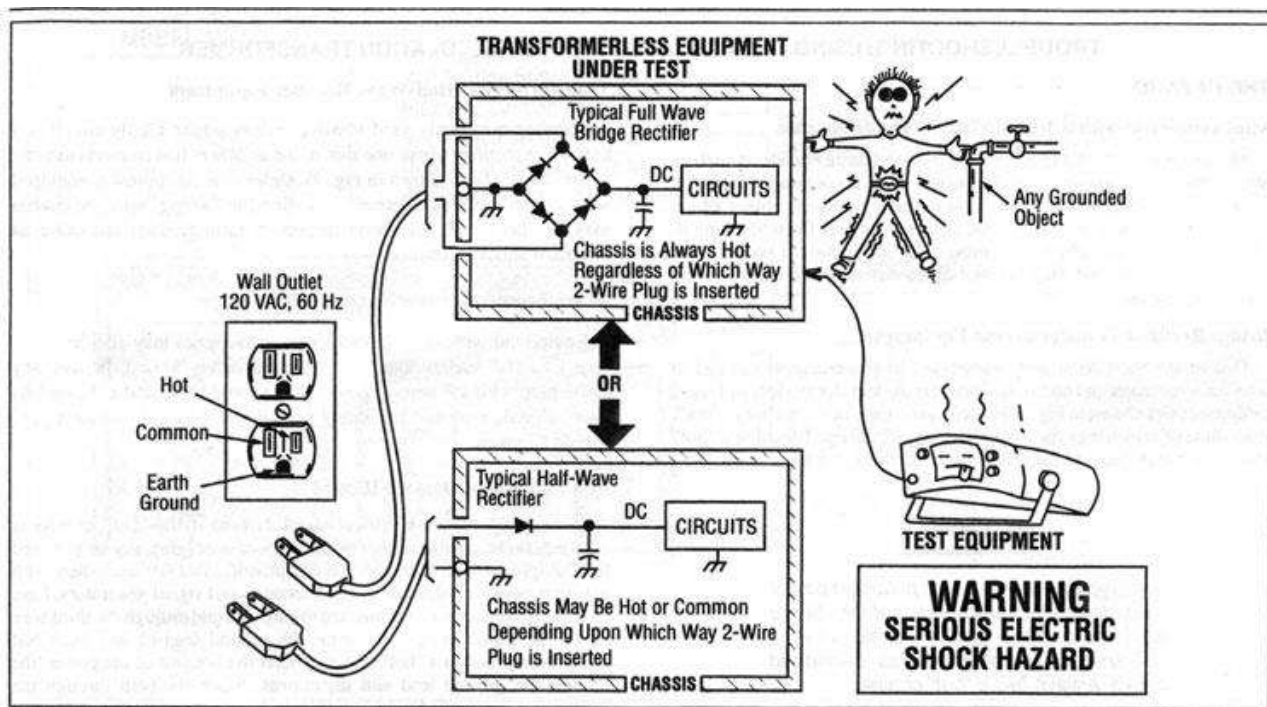 TRANSFORMERLESS EQUIPMENT
UNDER TEST
Typical Full Wave
Bridge Rectifier
DC
CIRCUITS
Chassis is Always Hot
Regardless of Which Way
2-Wire Plug is Inserted
CHASSIS
Any Grounded
Object
Wall Outlet
120 VAC, 60 Hz
Hot
Common
Earth
Ground
OR
Typical Half-Wave
Rectifier
DC
CIRCUITS
Chassis May Be Hot or Common
Depending Upon Which Way 2-Wire
Plug is Inserted
CHASSIS
TEST EQUIPMENT
WARNING
SERIOUS ELECTRIC
SHOCK HAZARD